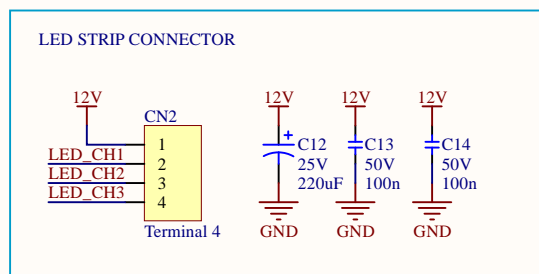 LED STRIP CONNECTOR
12V
CN2
1
LED_CH1
2
LED_CH2
3
LED_CH3
4
Terminal 4
12V
+
C12
25V
220uF
GND
12V
C13
50V
100n
GND
12V
C14
50V
100n
GND